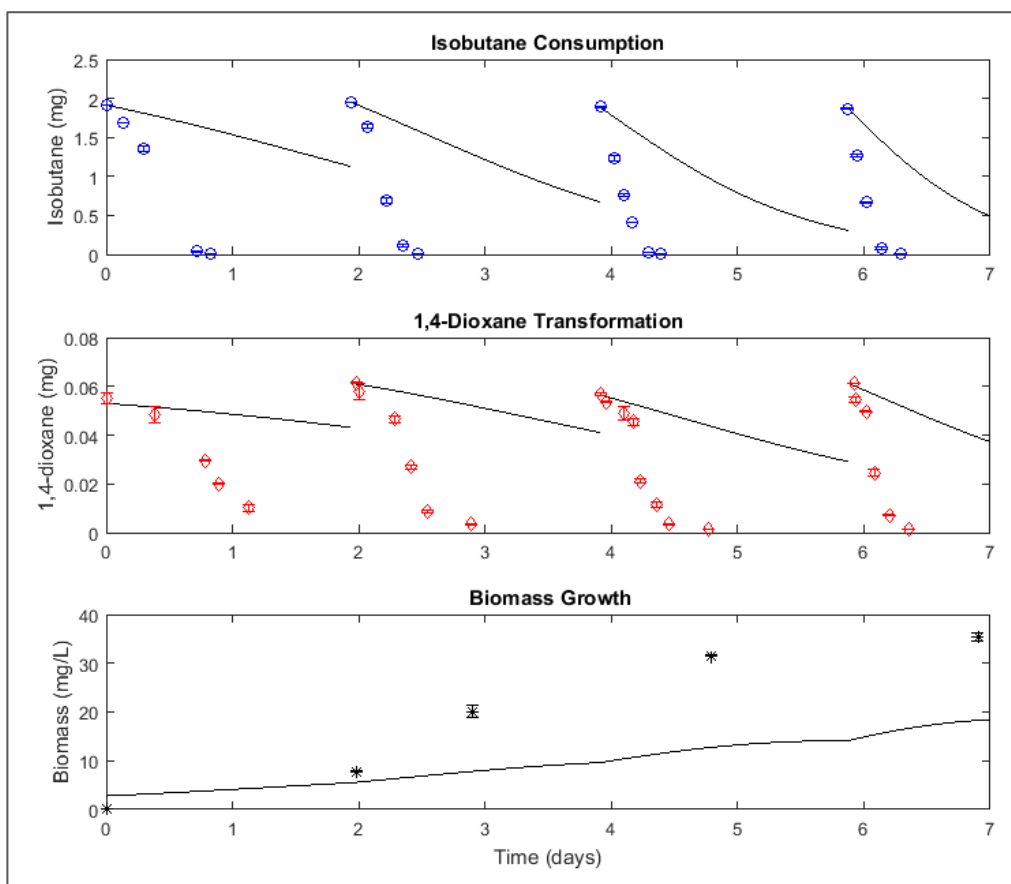 Isobutane Consumption
2.5
2
1.5
1
0.5
0
Isobutane (mg)
0 1 2 3 4 5 6 7
1,4-Dioxane Transformation
0.08
0.06
0.04
0.02
0
1,4-dioxane (mg)
0 1 2 3 4 5 6 7
Biomass Growth
40
30
20
10
0
Biomass (mg/L)
0 1 2 3 4 5 6 7
Time (days)